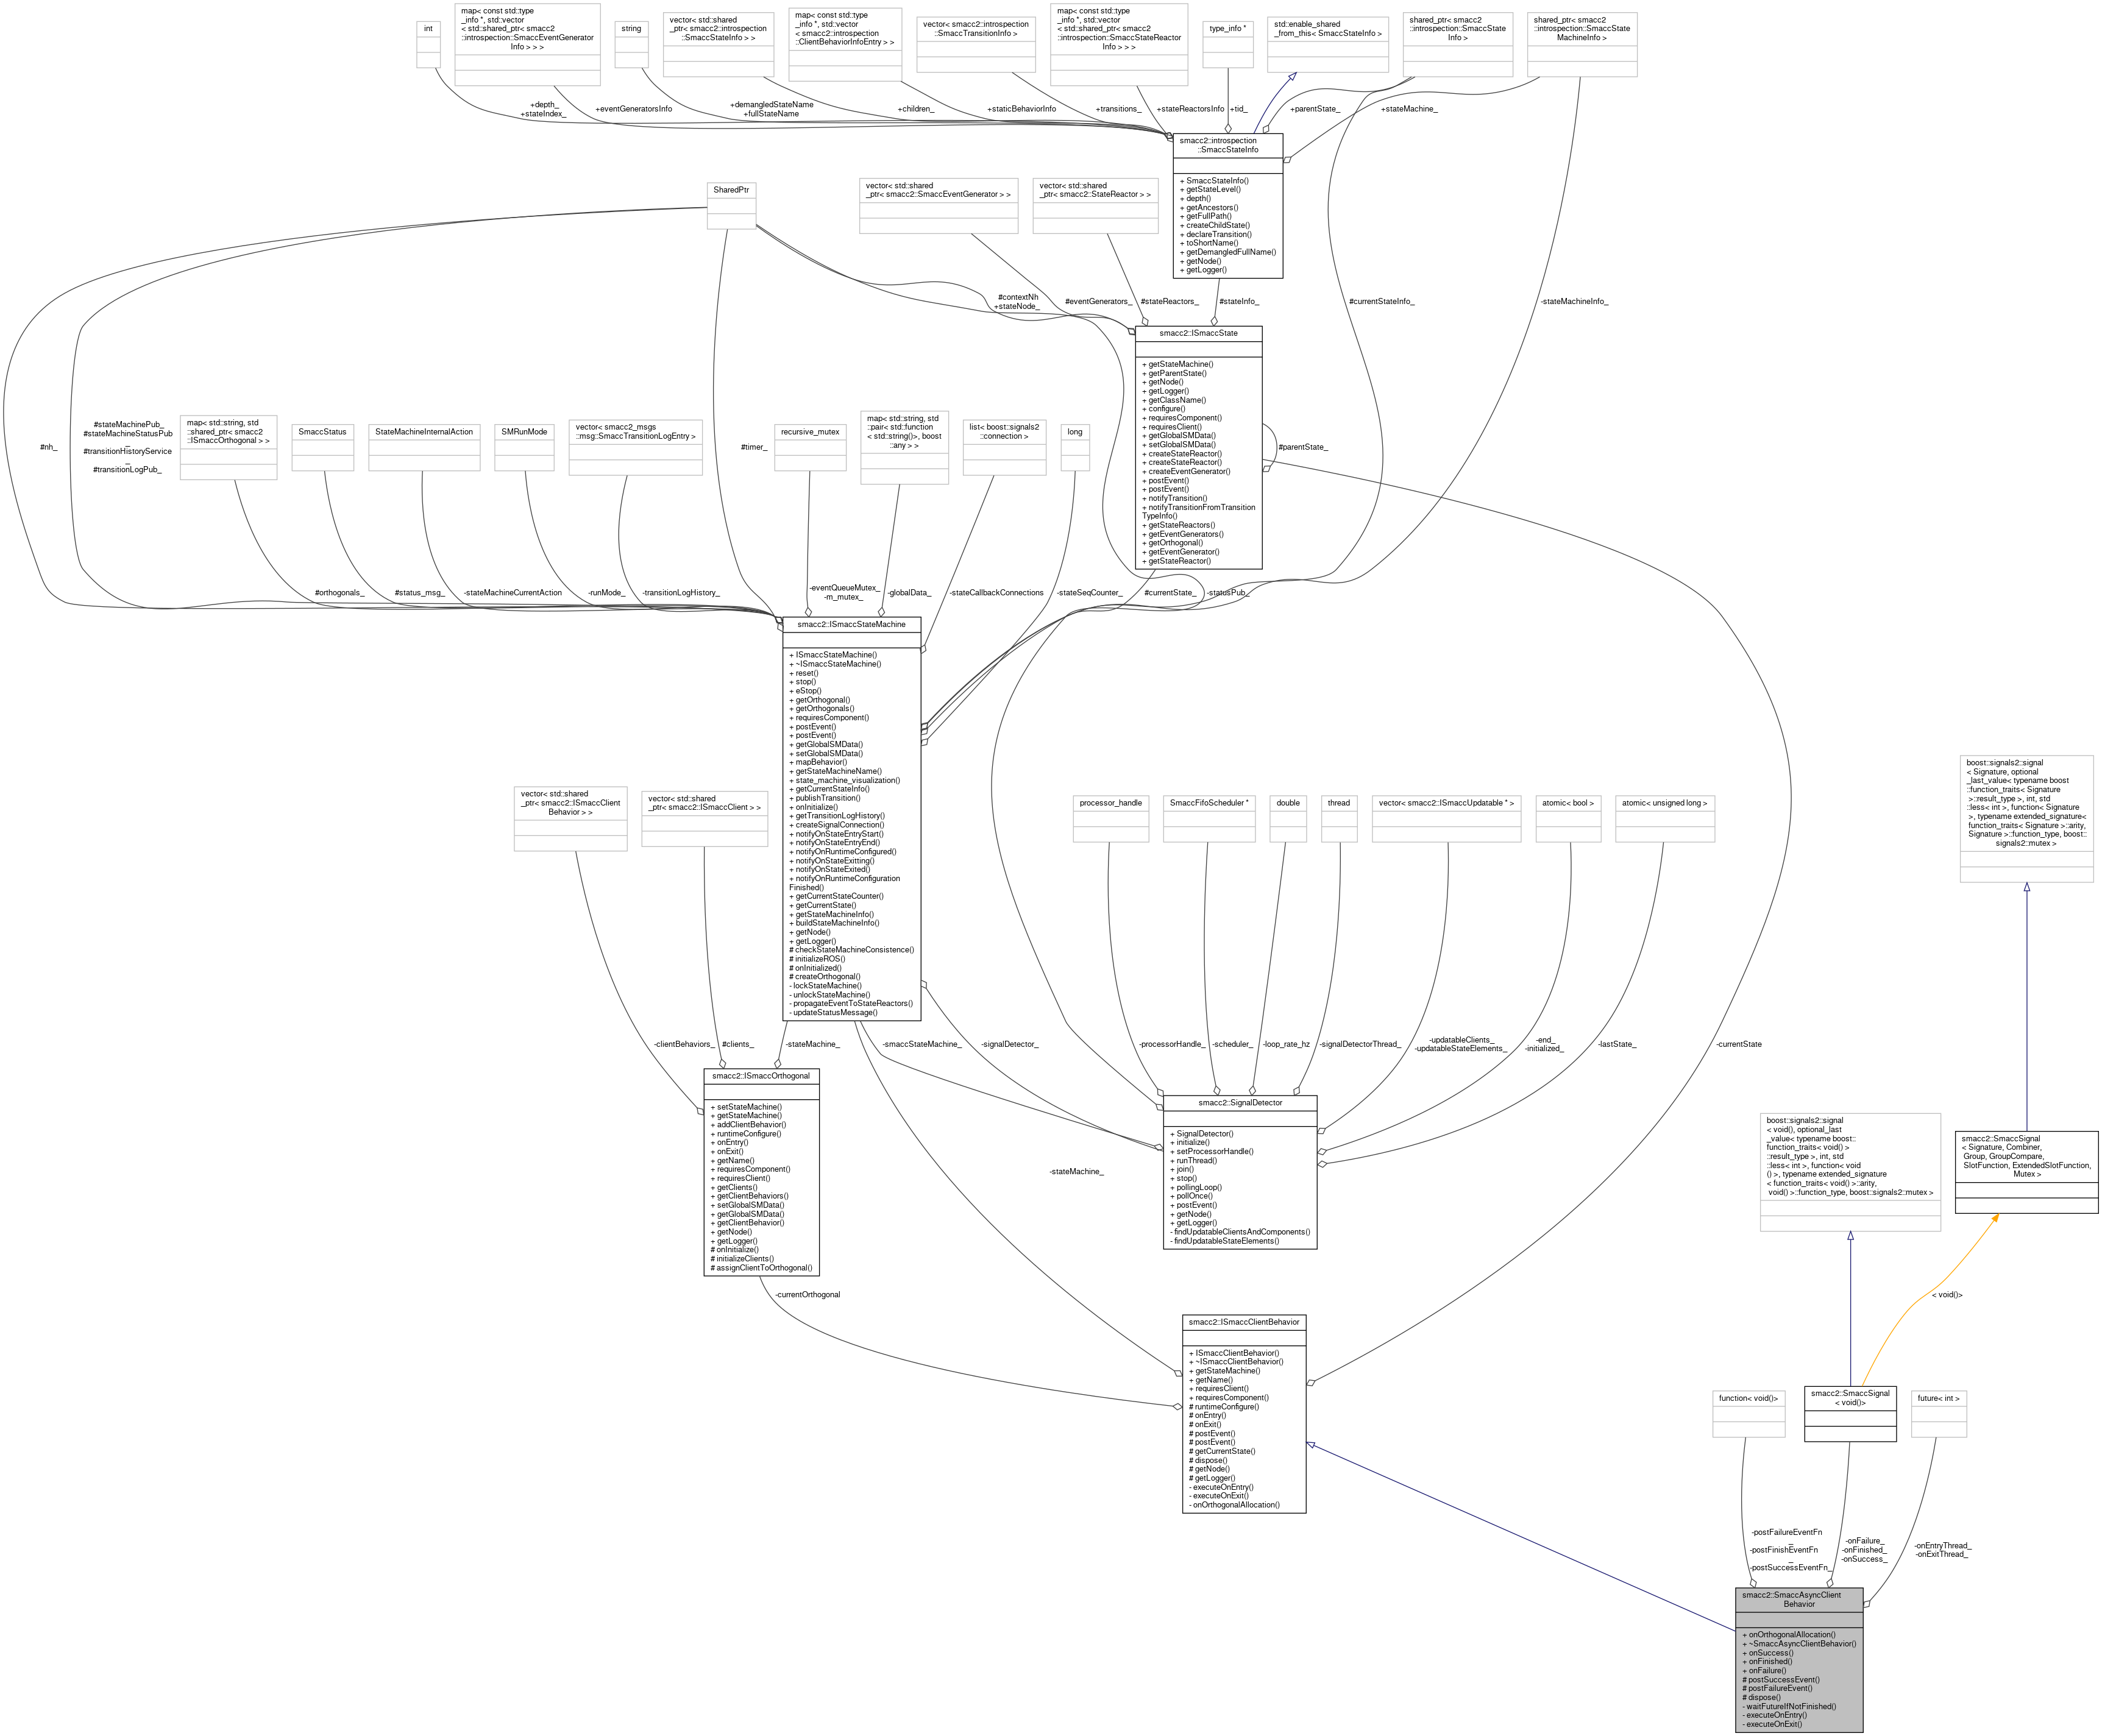 int
map< const std::type
_info *, std::vector
< std::shared_ptr< smacc2
::introspection::SmaccEventGenerator
Info > > >
string
vector< std::shared
_ptr< smacc2::introspection
::SmaccStateInfo > >
map< const std::type
_info *, std::vector
< smacc2::introspection
::ClientBehaviorInfoEntry > >
vector< smacc2::introspection
::SmaccTransitionInfo >
map< const std::type
_info *, std::vector
< std::shared_ptr< smacc2
::introspection::SmaccStateReactor
Info > > >
type_info *
std::enable_shared
_from_this< SmaccStateInfo >
shared_ptr< smacc2
::introspection::SmaccState
Info >
shared_ptr< smacc2
::introspection::SmaccState
MachineInfo >
+depth_
+stateIndex_
+eventGeneratorsInfo
+demangledStateName
+fullStateName
+children_
+staticBehaviorInfo
+transitions_
+stateReactorsInfo
+tid_
+parentState_
+stateMachine_
smacc2::introspection
::SmaccStateInfo
+ SmaccStateInfo()
+ getStateLevel()
+ depth()
+ getAncestors()
+ getFullPath()
+ createChildState()
+ declareTransition()
+ toShortName()
+ getDemangledFullName()
+ getNode()
+ getLogger()
SharedPtr
vector< std::shared
_ptr< smacc2::SmaccEventGenerator > >
vector< std::shared
_ptr< smacc2::StateReactor > >
#contextNh
+stateNode_
#eventGenerators_
#stateReactors_
#stateInfo_
#currentStateInfo_
-stateMachineInfo_
smacc2::ISmaccState
+ getStateMachine()
+ getParentState()
+ getNode()
+ getLogger()
+ getClassName()
+ configure()
+ requiresComponent()
+ requiresClient()
+ getGlobalSMData()
+ setGlobalSMData()
+ createStateReactor()
+ createStateReactor()
+ createEventGenerator()
+ postEvent()
+ postEvent()
+ notifyTransition()
+ notifyTransitionFromTransition
TypeInfo()
+ getStateReactors()
+ getEventGenerators()
+ getOrthogonal()
+ getEventGenerator()
+ getStateReactor()
#parentState_
#nh_
#stateMachinePub_
#stateMachineStatusPub
_
#transitionHistoryService
_
#transitionLogPub_
map< std::string, std
::shared_ptr< smacc2
::ISmaccOrthogonal > >
SmaccStatus
StateMachineInternalAction
SMRunMode
vector< smacc2_msgs
::msg::SmaccTransitionLogEntry >
#timer_
recursive_mutex
map< std::string, std
::pair< std::function
< std::string()>, boost
::any > >
list< boost::signals2
::connection >
long
#orthogonals_
#status_msg_
-stateMachineCurrentAction
-runMode_
-transitionLogHistory_
-eventQueueMutex_
-m_mutex_
-globalData_
-stateCallbackConnections
-stateSeqCounter_
#currentState_
-statusPub_
smacc2::ISmaccStateMachine
+ ISmaccStateMachine()
+ ~ISmaccStateMachine()
+ reset()
+ stop()
+ eStop()
+ getOrthogonal()
+ getOrthogonals()
+ requiresComponent()
+ postEvent()
+ postEvent()
+ getGlobalSMData()
+ setGlobalSMData()
+ mapBehavior()
+ getStateMachineName()
+ state_machine_visualization()
+ getCurrentStateInfo()
+ publishTransition()
+ onInitialize()
+ getTransitionLogHistory()
+ createSignalConnection()
+ notifyOnStateEntryStart()
+ notifyOnStateEntryEnd()
+ notifyOnRuntimeConfigured()
+ notifyOnStateExitting()
+ notifyOnStateExited()
+ notifyOnRuntimeConfiguration
Finished()
+ getCurrentStateCounter()
+ getCurrentState()
+ getStateMachineInfo()
+ buildStateMachineInfo()
+ getNode()
+ getLogger()
# checkStateMachineConsistence()
# initializeROS()
# onInitialized()
# createOrthogonal()
- lockStateMachine()
- unlockStateMachine()
- propagateEventToStateReactors()
- updateStatusMessage()
vector< std::shared
_ptr< smacc2::ISmaccClient
Behavior > >
vector< std::shared
_ptr< smacc2::ISmaccClient > >
processor_handle
SmaccFifoScheduler *
double
thread
vector< smacc2::ISmaccUpdatable * >
atomic< bool >
atomic< unsigned long >
boost::signals2::signal
< Signature, optional
_last_value< typename boost
::function_traits< Signature
>::result_type >, int, std
::less< int >, function< Signature
>, typename extended_signature<
function_traits< Signature >::arity,
Signature >::function_type, boost::
signals2::mutex >
-clientBehaviors_
#clients_
-stateMachine_
-smaccStateMachine_
-signalDetector_
-processorHandle_
-scheduler_
-loop_rate_hz
-signalDetectorThread_
-updatableClients_
-updatableStateElements_
-end_
-initialized_
-lastState_
-currentState
smacc2::ISmaccOrthogonal
+ setStateMachine()
+ getStateMachine()
+ addClientBehavior()
+ runtimeConfigure()
+ onEntry()
+ onExit()
+ getName()
+ requiresComponent()
+ requiresClient()
+ getClients()
+ getClientBehaviors()
+ setGlobalSMData()
+ getGlobalSMData()
+ getClientBehavior()
+ getNode()
+ getLogger()
# onInitialize()
# initializeClients()
# assignClientToOrthogonal()
smacc2::SignalDetector
+ SignalDetector()
+ initialize()
+ setProcessorHandle()
+ runThread()
+ join()
+ stop()
+ pollingLoop()
+ pollOnce()
+ postEvent()
+ getNode()
+ getLogger()
- findUpdatableClientsAndComponents()
- findUpdatableStateElements()
boost::signals2::signal
< void(), optional_last
_value< typename boost::
function_traits< void() >
::result_type >, int, std
::less< int >, function< void
() >, typename extended_signature
< function_traits< void() >::arity,
void() >::function_type, boost::signals2::mutex >
smacc2::SmaccSignal
< Signature, Combiner,
Group, GroupCompare,
SlotFunction, ExtendedSlotFunction,
Mutex >
-stateMachine_
-currentOrthogonal
< void()>
smacc2::ISmaccClientBehavior
+ ISmaccClientBehavior()
+ ~ISmaccClientBehavior()
+ getStateMachine()
+ getName()
+ requiresClient()
+ requiresComponent()
# runtimeConfigure()
# onEntry()
# onExit()
# postEvent()
# postEvent()
# getCurrentState()
# dispose()
# getNode()
# getLogger()
- executeOnEntry()
- executeOnExit()
- onOrthogonalAllocation()
function< void()>
smacc2::SmaccSignal
< void()>
future< int >
-postFailureEventFn
_
-postFinishEventFn
_
-postSuccessEventFn_
-onFailure_
-onFinished_
-onSuccess_
-onEntryThread_
-onExitThread_
smacc2::SmaccAsyncClient
Behavior
+ onOrthogonalAllocation()
+ ~SmaccAsyncClientBehavior()
+ onSuccess()
+ onFinished()
+ onFailure()
# postSuccessEvent()
# postFailureEvent()
# dispose()
- waitFutureIfNotFinished()
- executeOnEntry()
- executeOnExit()